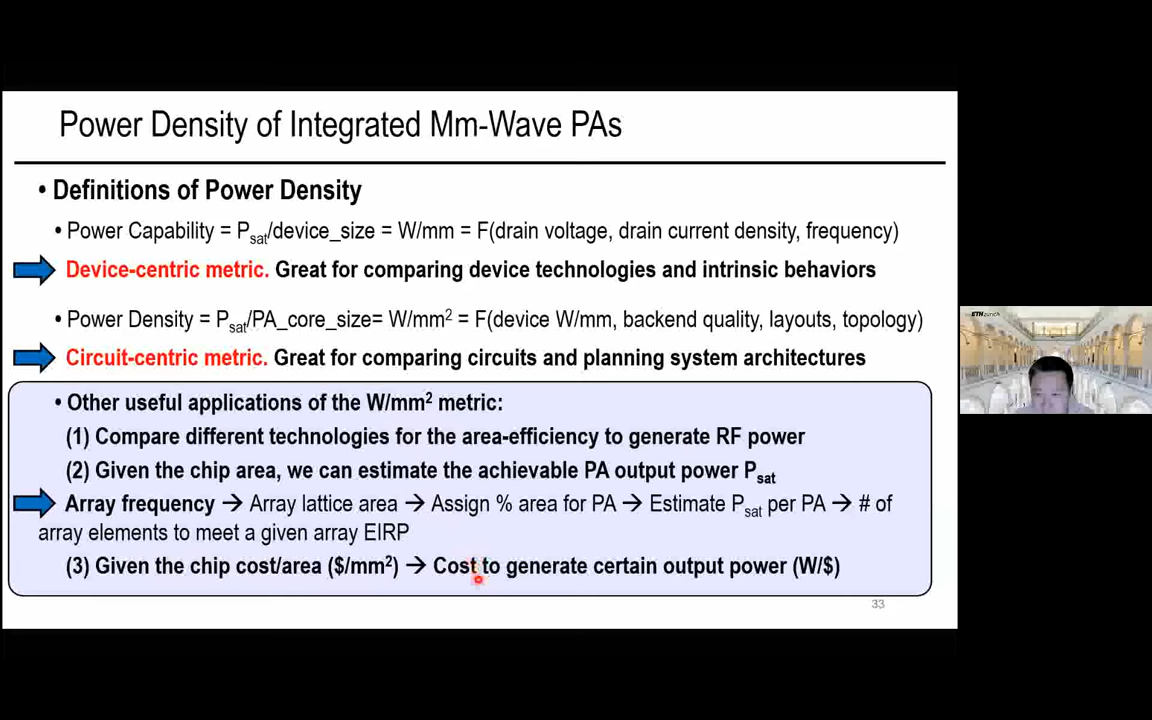 Power Density of Integrated Mm-Wave PAs
• Definitions of Power Density
• Power Capability = Psat/device_size = W/mm = F(drain voltage, drain current density, frequency)
Device-centric metric. Great for comparing device technologies and intrinsic behaviors
• Power Density = Psat/PA_core_size= W/mm² = F(device W/mm, backend quality, layouts, topology)
Circuit-centric metric. Great for comparing circuits and planning system architectures
• Other useful applications of the W/mm² metric:
(1) Compare different technologies for the area-efficiency to generate RF power
(2) Given the chip area, we can estimate the achievable PA output power Psat
Array frequency → Array lattice area → Assign % area for PA → Estimate Psat per PA → # of
array elements to meet a given array EIRP
(3) Given the chip cost/area ($/mm²) → Cost to generate certain output power (W/$)
33
ETH zürich